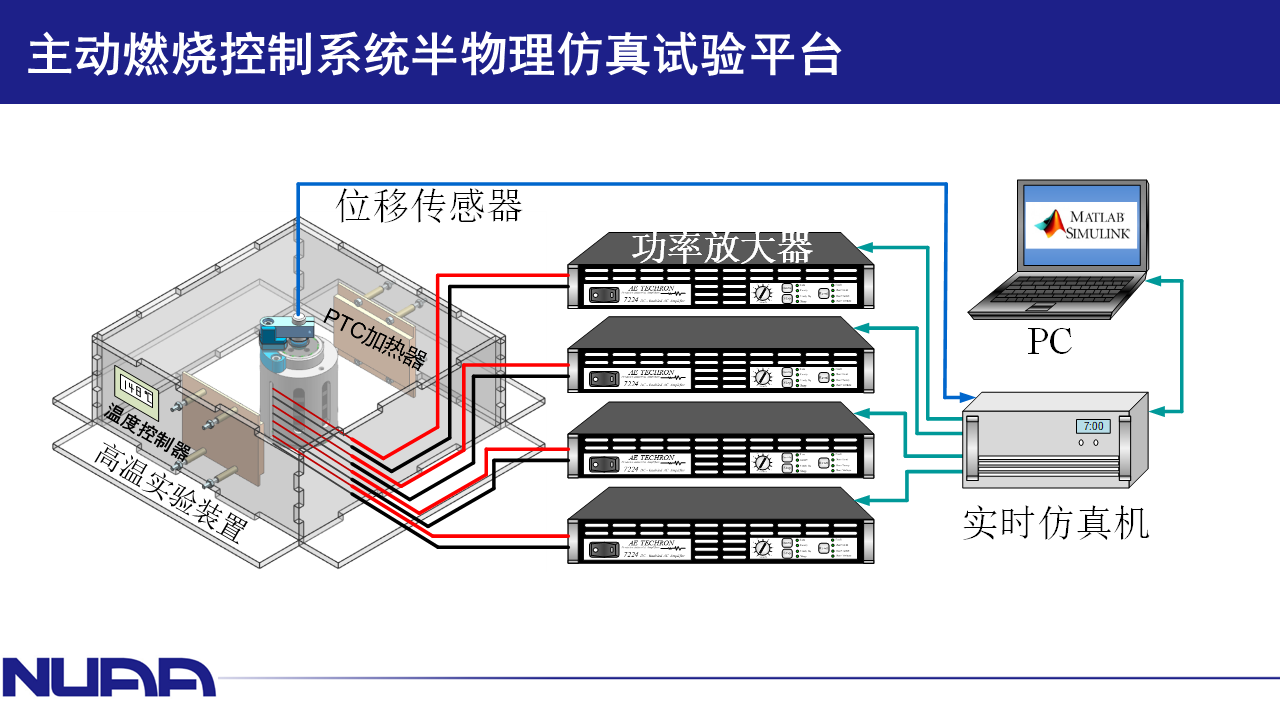 主动燃烧控制系统半物理仿真试验平台
位移传感器
功率放大器
MATLAB
SIMULINK
PC
PTC加热器
146℃
温度控制器
高温实验装置
AE TECHRON
7224
AE TECHRON
7224
AE TECHRON
7224
AE TECHRON
7224
7:00
实时仿真机
NUAA